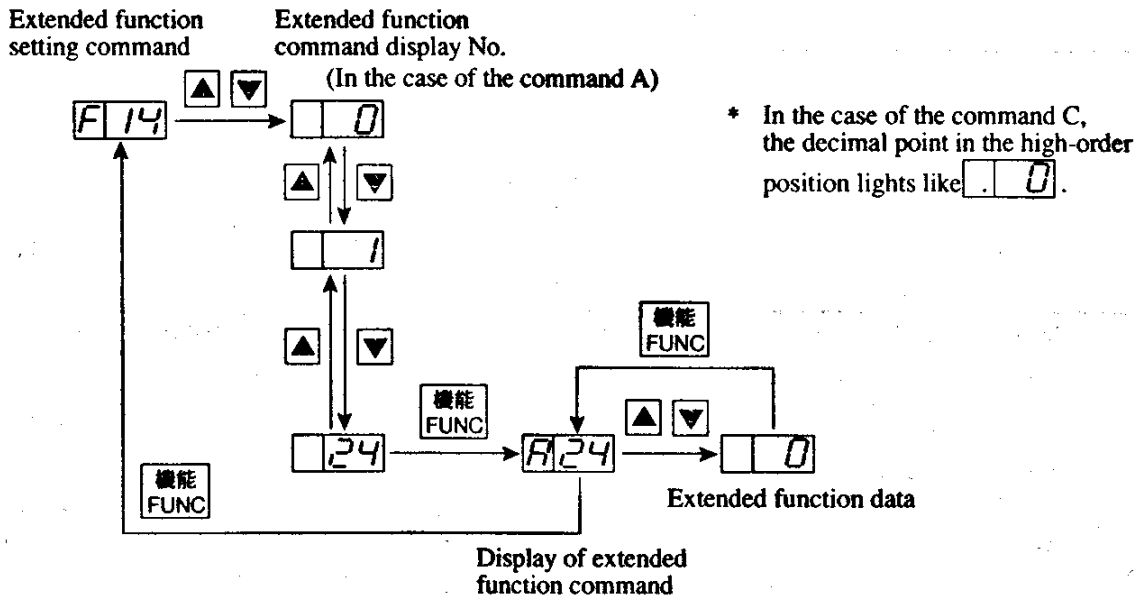 Extended function
setting command
Extended function
command display No.
(In the case of the command A)
F 14
0
* In the case of the command C,
the decimal point in the high-order
position lights like . 0 .
1
機能
FUNC
機能
FUNC
24
A 24
0
Extended function data
機能
FUNC
Display of extended
function command